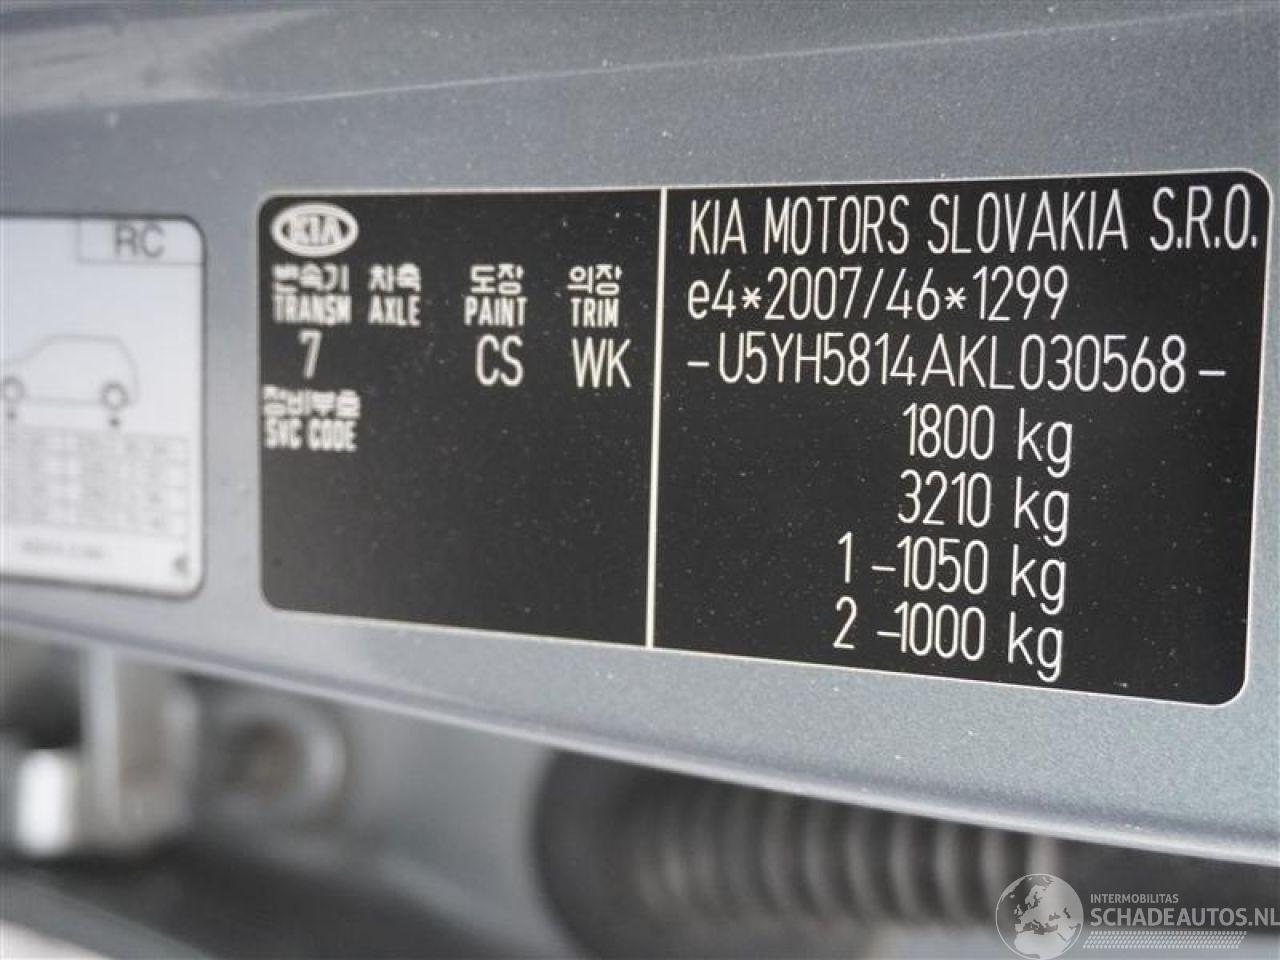 RC
KIA
변속기 차축 도장 의장
TRANSM AXLE PAINT TRIM
7 CS WK
정비부호
SVC CODE
KIA MOTORS SLOVAKIA S.R.O.
e4*2007/46*1299
-U5YH5814AKL030568-
1800 kg
3210 kg
1 -1050 kg
2 -1000 kg
INTERMOBILITAS
SCHADEAUTOS.NL